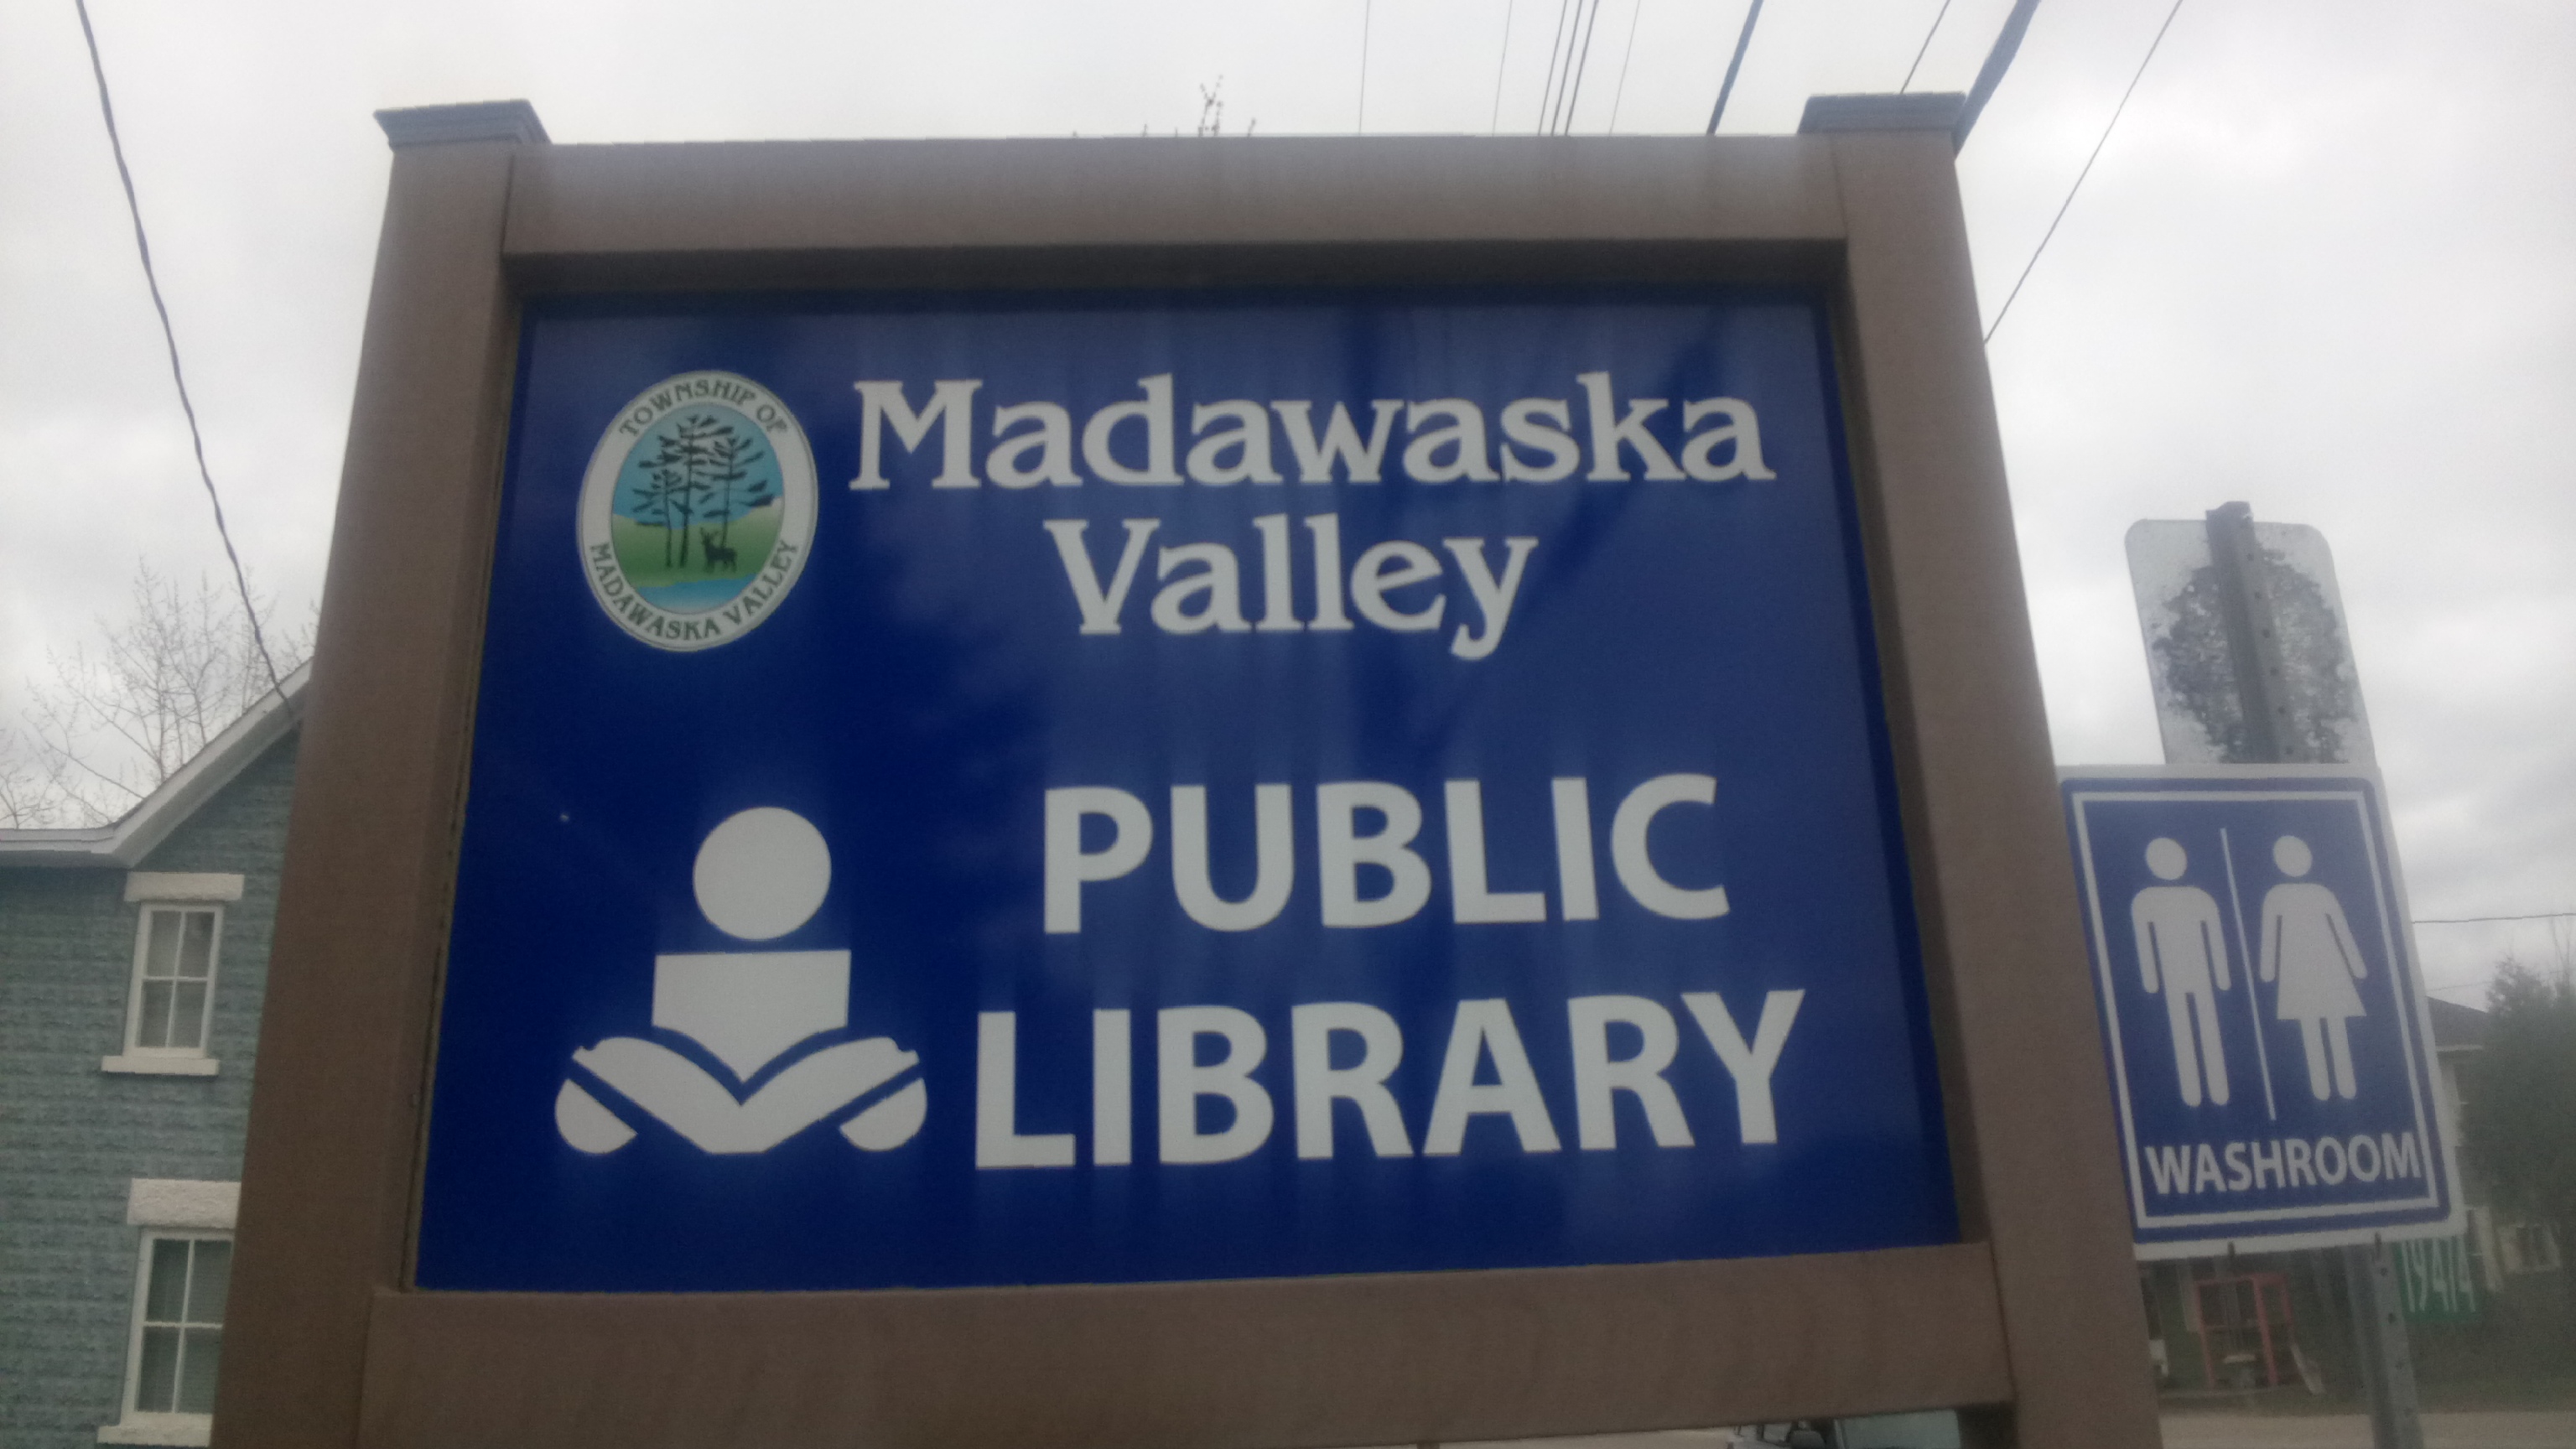 TOWNSHIP OF
MADAWASKA VALLEY
Madawaska
Valley
PUBLIC
LIBRARY
WASHROOM
19474